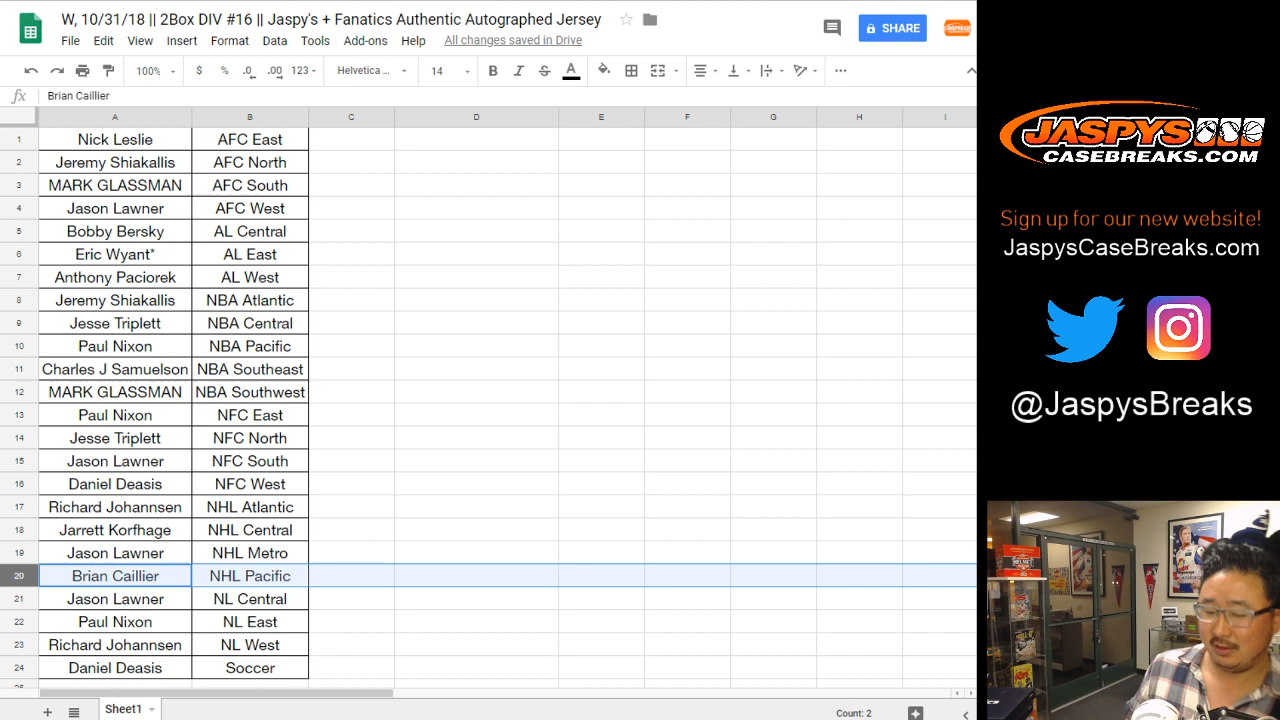 W, 10/31/18 || 2Box DIV #16 || Jaspy's + Fanatics Authentic Autographed Jersey
File Edit View Insert Format Data Tools Add-ons Help All changes saved in Drive
SHARE
100% $ % .0 .00 123 Helvetica ... 14 B I S A
fx Brian Caillier
A B C D E F G H I
1 Nick Leslie AFC East
2 Jeremy Shiakallis AFC North
3 MARK GLASSMAN AFC South
4 Jason Lawner AFC West
5 Bobby Bersky AL Central
6 Eric Wyant* AL East
7 Anthony Paciorek AL West
8 Jeremy Shiakallis NBA Atlantic
9 Jesse Triplett NBA Central
10 Paul Nixon NBA Pacific
11 Charles J Samuelson NBA Southeast
12 MARK GLASSMAN NBA Southwest
13 Paul Nixon NFC East
14 Jesse Triplett NFC North
15 Jason Lawner NFC South
16 Daniel Deasis NFC West
17 Richard Johannsen NHL Atlantic
18 Jarrett Korfhage NHL Central
19 Jason Lawner NHL Metro
20 Brian Caillier NHL Pacific
21 Jason Lawner NL Central
22 Paul Nixon NL East
23 Richard Johannsen NL West
24 Daniel Deasis Soccer
Sheet1
Count: 2
JASPYS
CASEBREAKS.COM
Sign up for our new website!
JaspysCaseBreaks.com
@JaspysBreaks